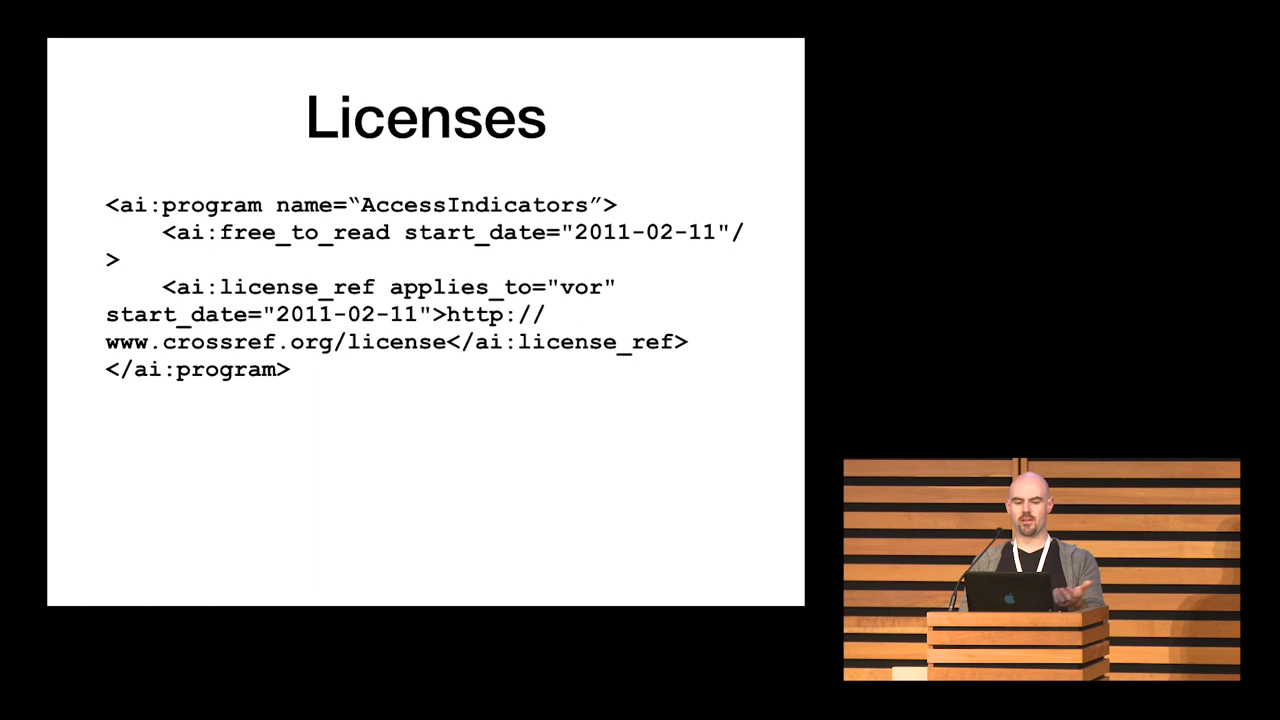 Licenses
<ai:program name=“AccessIndicators”>
<ai:free_to_read start_date="2011-02-11"/
>
<ai:license_ref applies_to="vor"
start_date="2011-02-11">http://
www.crossref.org/license</ai:license_ref>
</ai:program>